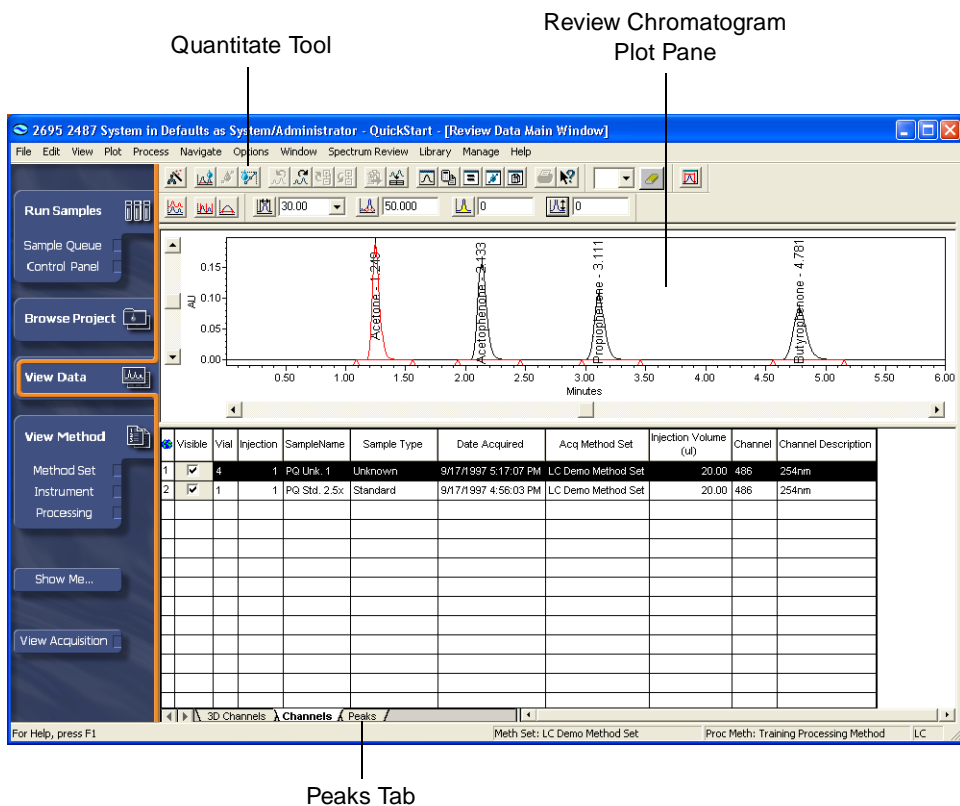 Quantitate Tool
Review Chromatogram
Plot Pane
2695 2487 System in Defaults as System/Administrator - QuickStart - [Review Data Main Window]
File Edit View Plot Process Navigate Options Window Spectrum Review Library Manage Help
30.00 50.000 0 0
Run Samples
Sample Queue
Control Panel
Browse Project
View Data
View Method
Method Set
Instrument
Processing
Show Me...
View Acquisition
AU
0.15
0.10
0.05
0.00
Acetone - 1.249
Acetophenone - 2.133
Propiophenone - 3.111
Butyrophenone - 4.781
0.50 1.00 1.50 2.00 2.50 3.00 3.50 4.00 4.50 5.00 5.50 6.00
Minutes
Visible Vial Injection SampleName Sample Type Date Acquired Acq Method Set Injection Volume (ul) Channel Channel Description
1 4 1 PQ Unk. 1 Unknown 9/17/1997 5:17:07 PM LC Demo Method Set 20.00 486 254nm
2 1 1 PQ Std. 2.5x Standard 9/17/1997 4:56:03 PM LC Demo Method Set 20.00 486 254nm
3D Channels Channels Peaks
For Help, press F1 Meth Set: LC Demo Method Set Proc Meth: Training Processing Method LC
Peaks Tab